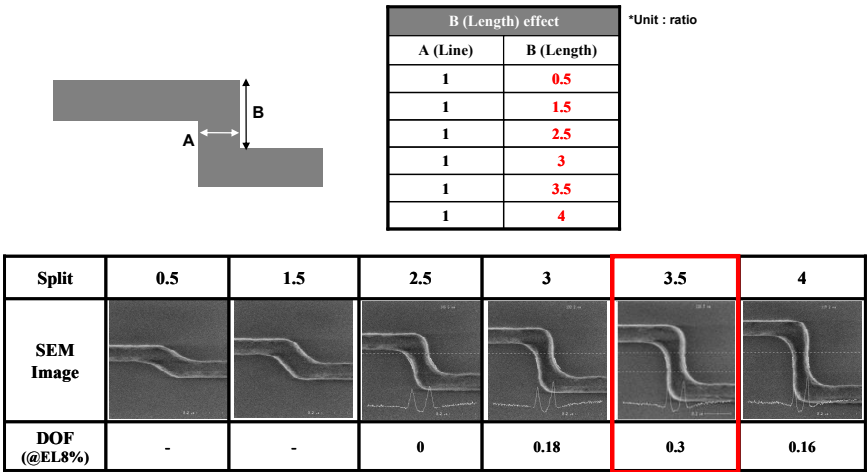 B (Length) effect
*Unit : ratio
A (Line) B (Length)
1 0.5
1 1.5
1 2.5
1 3
1 3.5
1 4
B
A
Split 0.5 1.5 2.5 3 3.5 4
SEM
Image
DOF
(@EL8%)
- - 0 0.18 0.3 0.16